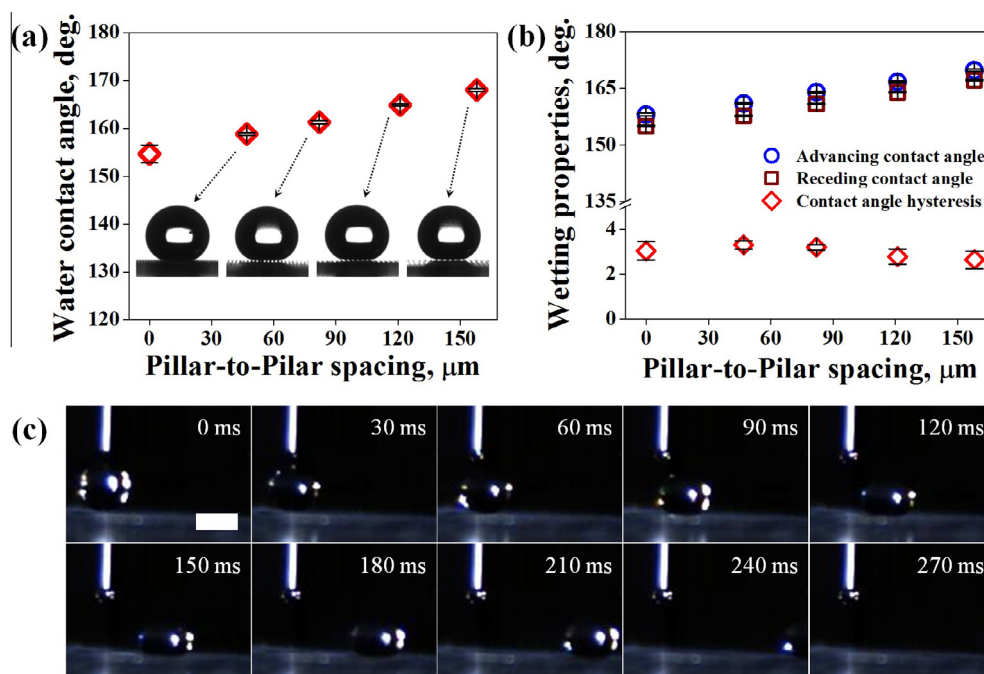 (a)
180
170
160
150
140
130
120
Water contact angle, deg.
0 30 60 90 120 150
Pillar-to-Pilar spacing, μm
(b)
180
165
150
135
4
2
0
Wetting properties, deg.
Advancing contact angle
Receding contact angle
Contact angle hysteresis
0 30 60 90 120 150
Pillar-to-Pilar spacing, μm
(c)
0 ms 30 ms 60 ms 90 ms 120 ms
150 ms 180 ms 210 ms 240 ms 270 ms